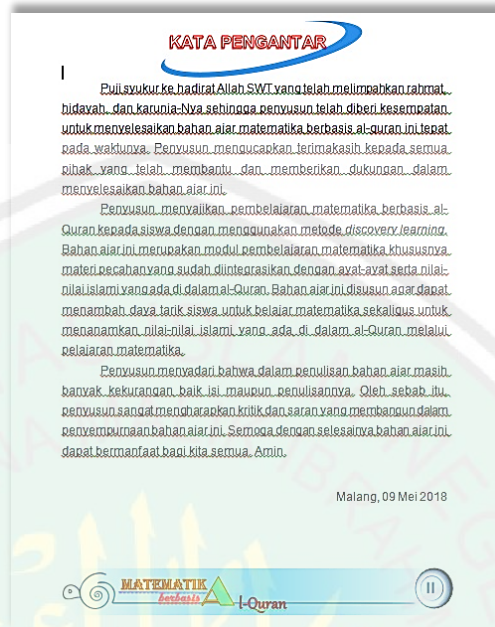 KATA PENGANTAR
Puji syukur ke hadirat Allah SWT yang telah melimpahkan rahmat,
hidayah, dan karunia-Nya sehingga penyusun telah diberi kesempatan
untuk menyelesaikan bahan ajar matematika berbasis al-quran ini tepat
pada waktunya. Penyusun mengucapkan terimakasih kepada semua
pihak yang telah membantu dan memberikan dukungan dalam
menyelesaikan bahan ajar ini.
Penyusun menyajikan pembelajaran matematika berbasis al-
Quran kepada siswa dengan menggunakan metode discovery learning.
Bahan ajar ini merupakan modul pembelajaran matematika khususnya
materi pecahan yang sudah diintegrasikan dengan ayat-ayat serta nilai-
nilai islami yang ada di dalam al-Quran. Bahan ajar ini disusun agar dapat
menambah daya tarik siswa untuk belajar matematika sekaligus untuk
menanamkan nilai-nilai islami yang ada di dalam al-Quran melalui
pelajaran matematika.
Penyusun menyadari bahwa dalam penulisan bahan ajar masih
banyak kekurangan baik isi maupun penulisannya. Oleh sebab itu,
penyusun sangat mengharapkan kritik dan saran yang membangun dalam
penyempurnaan bahan ajar ini. Semoga dengan selesainya bahan ajar ini,
dapat bermanfaat bagi kita semua. Amin.
Malang, 09 Mei 2018
MATEMATIK
berbasis
l-Quran
II